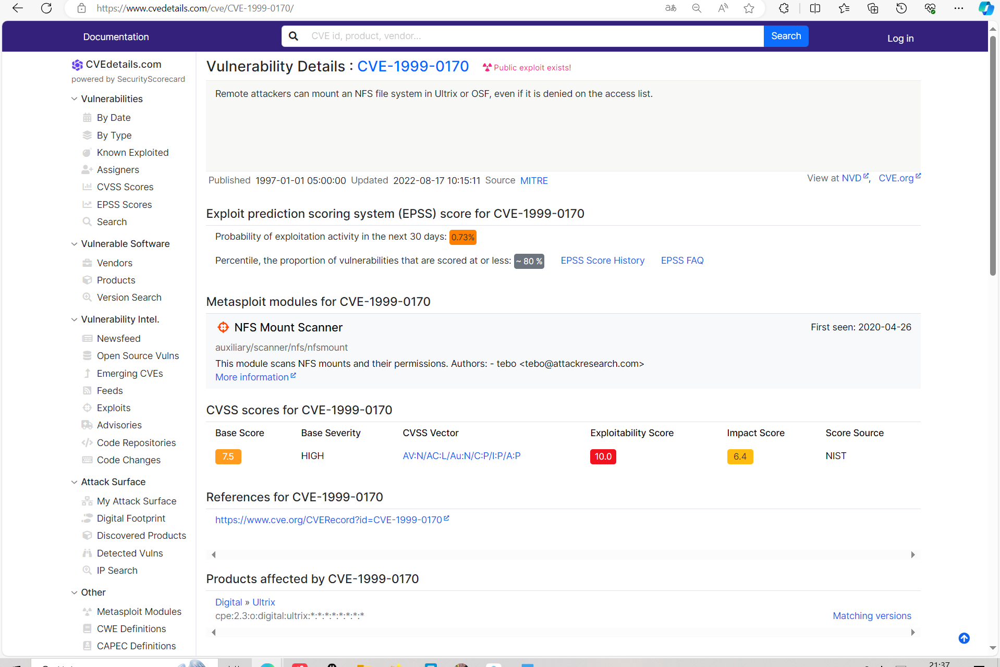 https://www.cvedetails.com/cve/CVE-1999-0170/
Documentation
CVE id, product, vendor...
Search
Log in
CVEdetails.com
powered by SecurityScorecard
Vulnerabilities
By Date
By Type
Known Exploited
Assigners
CVSS Scores
EPSS Scores
Search
Vulnerable Software
Vendors
Products
Version Search
Vulnerability Intel.
Newsfeed
Open Source Vulns
Emerging CVEs
Feeds
Exploits
Advisories
Code Repositories
Code Changes
Attack Surface
My Attack Surface
Digital Footprint
Discovered Products
Detected Vulns
IP Search
Other
Metasploit Modules
CWE Definitions
CAPEC Definitions
Vulnerability Details : CVE-1999-0170 Public exploit exists!
Remote attackers can mount an NFS file system in Ultrix or OSF, even if it is denied on the access list.
Published 1997-01-01 05:00:00 Updated 2022-08-17 10:15:11 Source MITRE
View at NVD, CVE.org
Exploit prediction scoring system (EPSS) score for CVE-1999-0170
Probability of exploitation activity in the next 30 days: 0.73%
Percentile, the proportion of vulnerabilities that are scored at or less: ~ 80 % EPSS Score History EPSS FAQ
Metasploit modules for CVE-1999-0170
NFS Mount Scanner First seen: 2020-04-26
auxiliary/scanner/nfs/nfsmount
This module scans NFS mounts and their permissions. Authors: - tebo <tebo@attackresearch.com>
More information
CVSS scores for CVE-1999-0170
Base Score Base Severity CVSS Vector Exploitability Score Impact Score Score Source
7.5 HIGH AV:N/AC:L/Au:N/C:P/I:P/A:P 10.0 6.4 NIST
References for CVE-1999-0170
https://www.cve.org/CVERecord?id=CVE-1999-0170
Products affected by CVE-1999-0170
Digital » Ultrix
cpe:2.3:o:digital:ultrix:*:*:*:*:*:*:*:* Matching versions
21:37